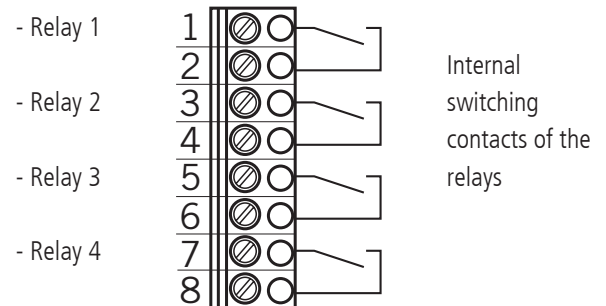 - Relay 1
1
2
- Relay 2
3
4
- Relay 3
5
6
- Relay 4
7
8
Internal
switching
contacts of the
relays